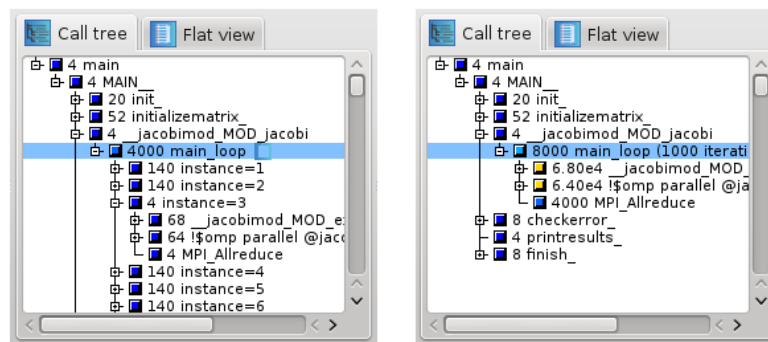 Call tree
Flat view
4 main
4 MAIN__
20 init_
52 initializematrix_
4 __jacobimod_MOD_jacobi
4000 main_loop
140 instance=1
140 instance=2
4 instance=3
68 __jacobimod_MOD_e
64 !$omp parallel @jac
4 MPI_Allreduce
140 instance=4
140 instance=5
140 instance=6
Call tree
Flat view
4 main
4 MAIN__
20 init_
52 initializematrix_
4 __jacobimod_MOD_jacobi
8000 main_loop (1000 iterati
6.80e4 __jacobimod_MOD_
6.40e4 !$omp parallel @ja
4000 MPI_Allreduce
8 checkerror_
4 printresults_
8 finish_